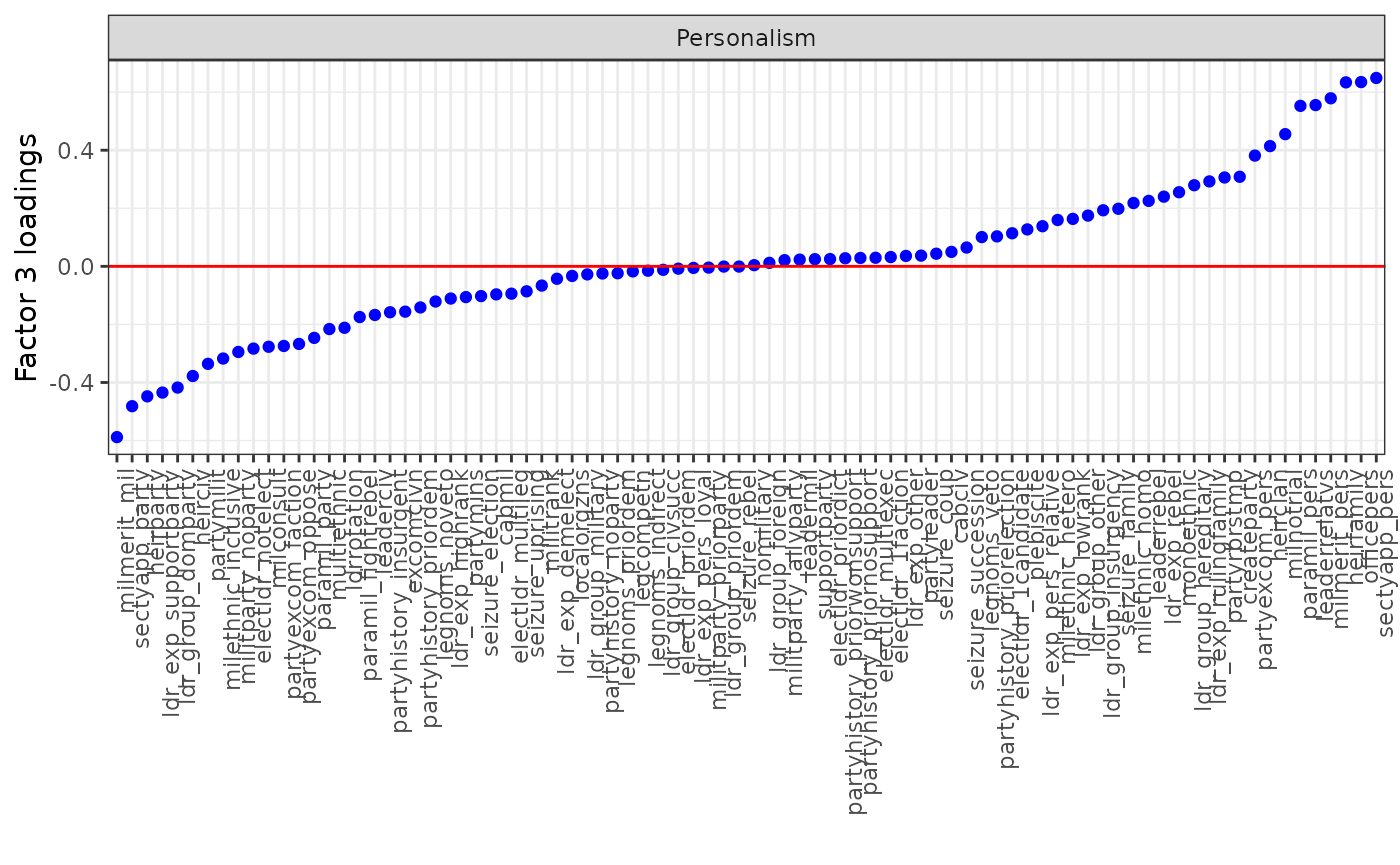 Personalism
Factor 3 loadings
0.4
0.0
-0.4
milmerit_mil
sectyapp_party
heirparty
ldr_exp_supportparty
ldr_group_domparty
heirciv
partymilit
milethnic_inclusive
militparty_noparty
electldr_notelect
milconsult
partyexcom_faction
partyexcom_oppose
paramil_party
multiethnic
ldrrotation
paramil_fightrebel
leaderciv
partyhistory_insurgent
excomcivn
partyhistory_priordem
legnoms_noveto
ldr_exp_highrank
partymins
seizure_election
cabmil
electldr_multileg
seizure_uprising
militrank
ldr_exp_demelect
localorgzns
ldr_group_military
partyhistory_noparty
legnoms_priordem
legcompetn
legnoms_indirect
ldr_group_civsucc
electldr_priordem
ldr_exp_pers_loyal
militparty_priordem
ldr_group_priordem
seizure_rebel
nomilitary
ldr_group_foreign
militparty_allyparty
leadermil
supportparty
electldr_priordict
partyhistory_priorwonsupport
partyhistory_priornosupport
electldr_multiexec
electldr_1faction
ldr_exp_other
partyleader
seizure_coup
cabciv
seizure_succession
legnoms_veto
partyhistory_priorelection
electldr_1candidate
plebiscite
ldr_exp_pers_relative
milethnic_hetero
ldr_exp_lowrank
ldr_group_other
ldr_group_insurgency
seizure_family
milethnic_homo
leaderrebel
ldr_exp_rebel
monoethnic
ldr_group_hereditary
ldr_exp_rulingfamily
partyrbrstmp
createparty
partyexcom_pers
heirclan
milnotrial
paramil_pers
leaderrelatvs
milmerit_pers
heirfamily
officepers
sectyapp_pers